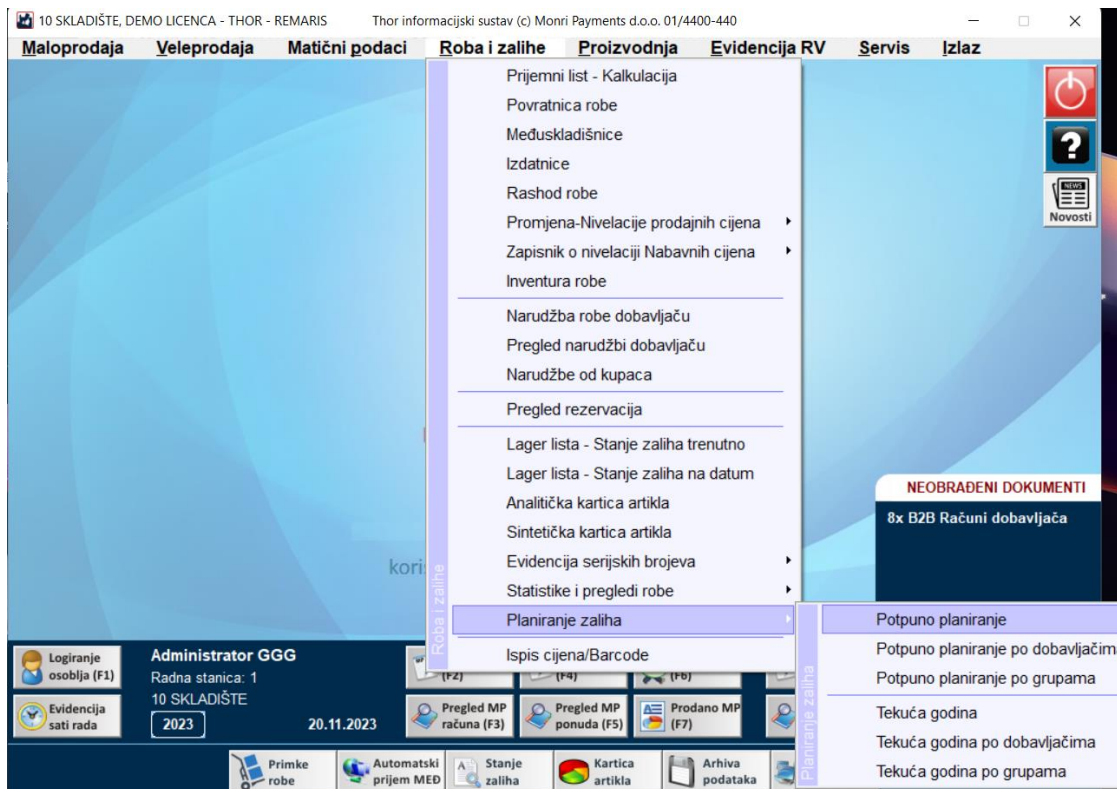 10 SKLADIŠTE, DEMO LICENCA - THOR - REMARIS Thor informacijski sustav (c) Monri Payments d.o.o. 01/4400-440
Maloprodaja Veleprodaja Matični podaci Roba i zalihe Proizvodnja Evidencija RV Servis Izlaz
Prijemni list - Kalkulacija
Povratnica robe
Međuskladišnice
Izdatnice
Rashod robe
Promjena-Nivelacije prodajnih cijena
Zapisnik o nivelaciji Nabavnih cijena
Inventura robe
Narudžba robe dobavljaču
Pregled narudžbi dobavljaču
Narudžbe od kupaca
Pregled rezervacija
Lager lista - Stanje zaliha trenutno
Lager lista - Stanje zaliha na datum
Analitička kartica artikla
Sintetička kartica artikla
Evidencija serijskih brojeva
Statistike i pregledi robe
Planiranje zaliha
Ispis cijena/Barcode
Roba i zalihe
Potpuno planiranje
Potpuno planiranje po dobavljačim
Potpuno planiranje po grupama
Tekuća godina
Tekuća godina po dobavljačima
Tekuća godina po grupama
Planiranje zaliha
?
NEWS
Novosti
NEOBRAĐENI DOKUMENTI
8x B2B Računi dobavljača
kori
Logiranje
osoblja (F1)
Administrator GGG
Radna stanica: 1
10 SKLADIŠTE
Evidencija
sati rada
2023 20.11.2023
(F2) (F4) (F6)
Pregled MP
računa (F3)
Pregled MP
ponuda (F5)
Prodano MP
(F7)
Primke
robe
Automatski
prijem MEĐ
Stanje
zaliha
Kartica
artikla
Arhiva
podataka